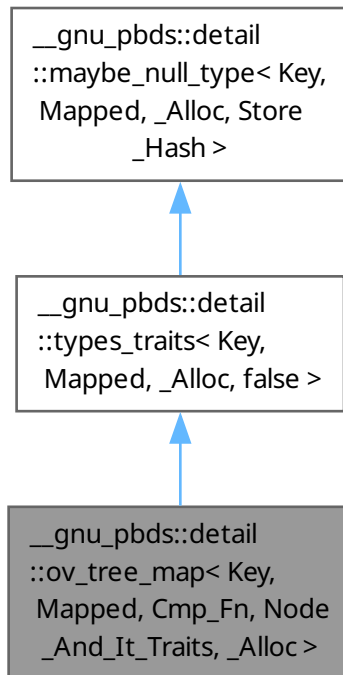 __gnu_pbds::detail
::maybe_null_type< Key,
Mapped, _Alloc, Store
_Hash >
__gnu_pbds::detail
::types_traits< Key,
Mapped, _Alloc, false >
__gnu_pbds::detail
::ov_tree_map< Key,
Mapped, Cmp_Fn, Node
_And_It_Traits, _Alloc >